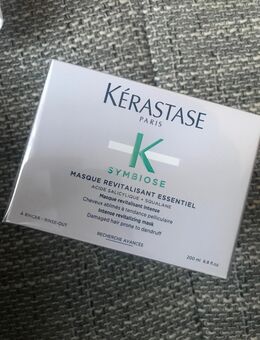 KÉRASTASE
PARIS
K
SYMBIOSE
MASQUE REVITALISANT ESSENTIEL
ACIDE SALICYLIQUE + SQUALANE
Masque revitalisant intense
Cheveux abîmés à tendance pelliculaire
Intense revitalizing mask
Damaged hair prone to dandruff
À RINCER - RINSE-OUT
RECHERCHE AVANCÉE
200 ml 6.8 fl.oz.